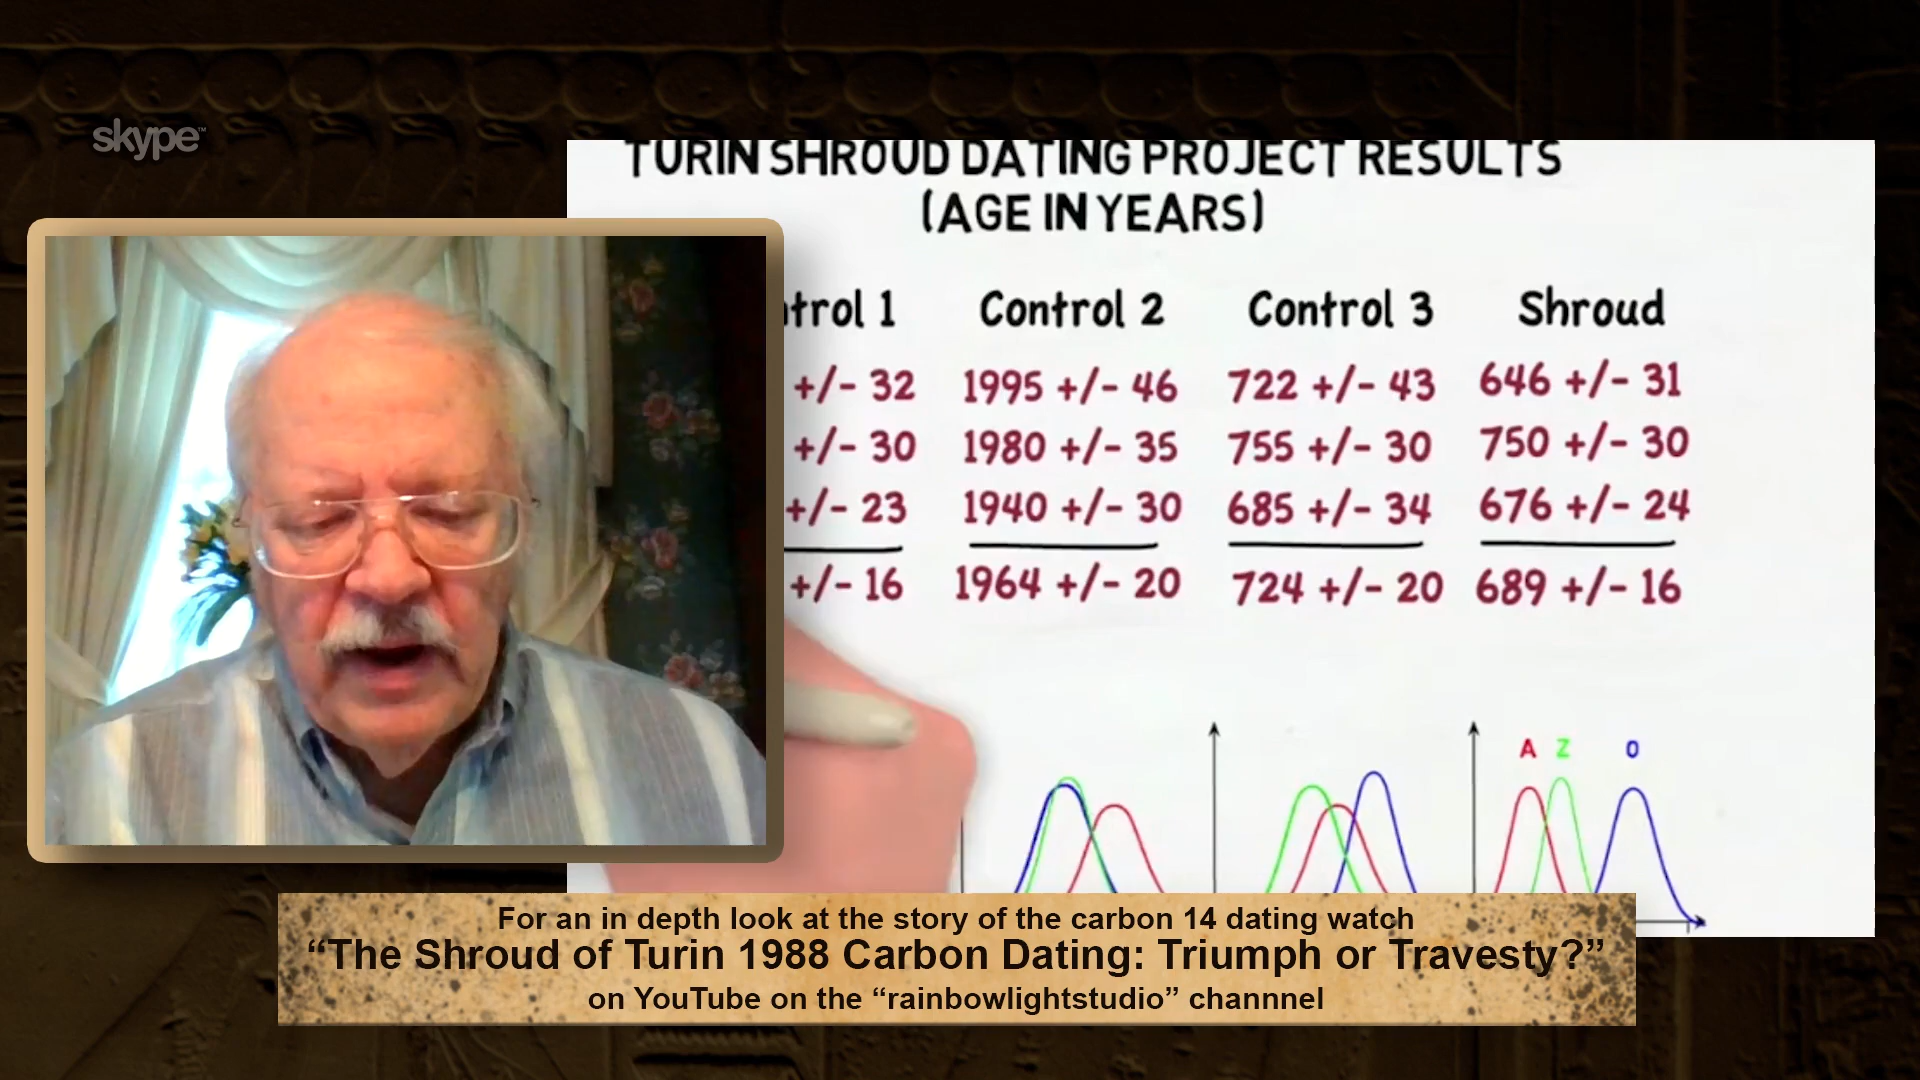 skype™
TURIN SHROUD DATING PROJECT RESULTS
(AGE IN YEARS)
Control 2 Control 3 Shroud
1
+/- 32 1995 +/- 46 722 +/- 43 646 +/- 31
+/- 30 1980 +/- 35 755 +/- 30 750 +/- 30
+/- 23 1940 +/- 30 685 +/- 34 676 +/- 24
+/- 16 1964 +/- 20 724 +/- 20 689 +/- 16
A Z O
For an in depth look at the story of the carbon 14 dating watch
“The Shroud of Turin 1988 Carbon Dating: Triumph or Travesty?”
on YouTube on the “rainbowlightstudio” channnel